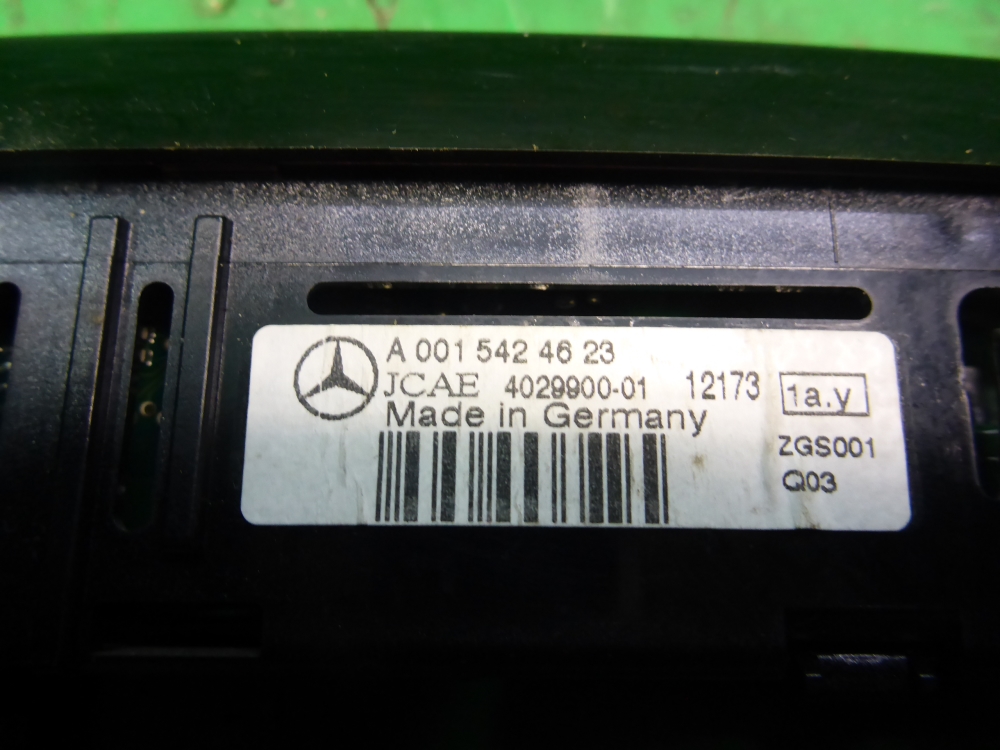 A 001 542 46 23
JCAE 4029900-01 12173 1a.y
Made in Germany
ZGS001
Q03